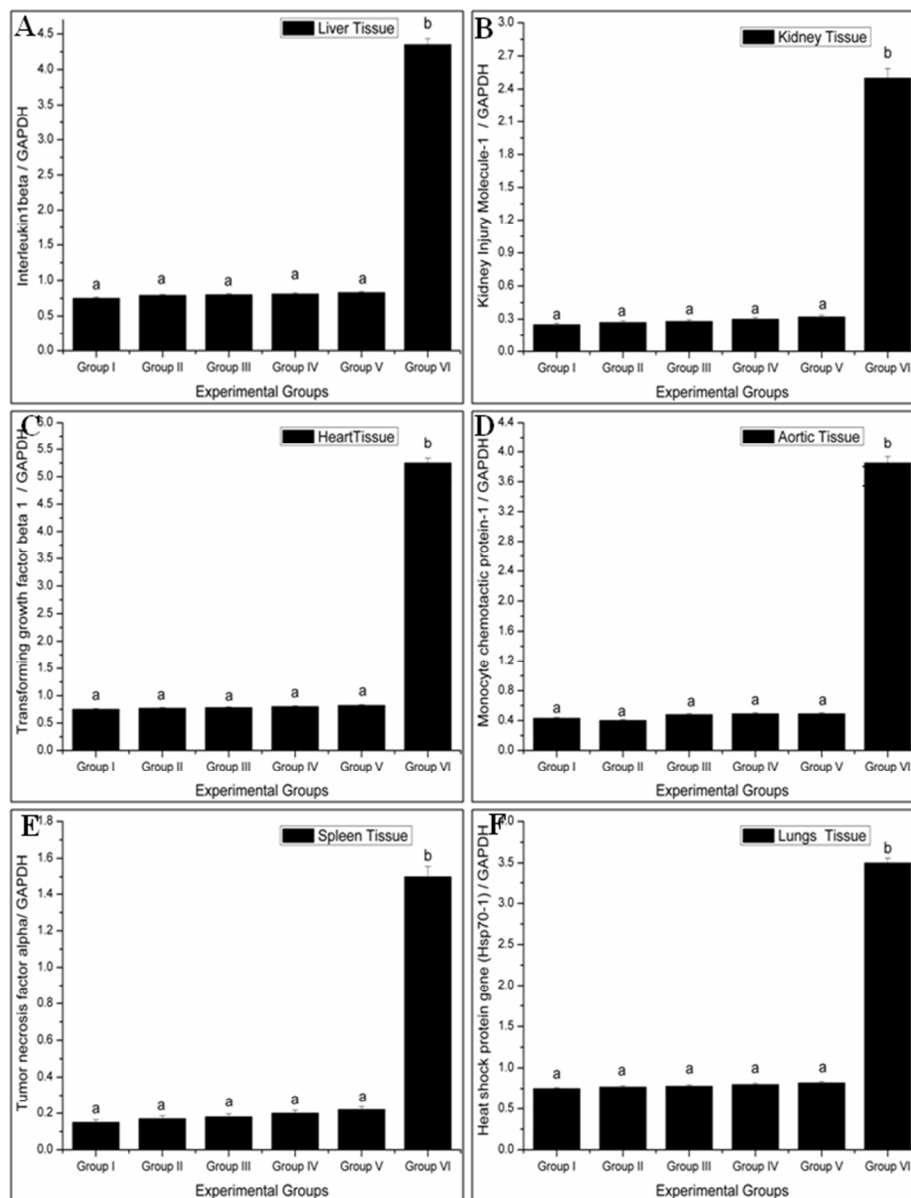 A
Liver Tissue
Interleukin1beta / GAPDH
4.5
4.0
3.5
3.0
2.5
2.0
1.5
1.0
0.5
0.0
a a a a a b
Group I Group II Group III Group IV Group V Group VI
Experimental Groups
B
Kidney Tissue
Kidney Injury Molecule-1 / GAPDH
3.0
2.7
2.4
2.1
1.8
1.5
1.2
0.9
0.6
0.3
0.0
a a a a a b
Group I Group II Group III Group IV Group V Group VI
Experimental Groups
C
HeartTissue
Transforming growth factor beta 1 / GAPDH
6.0
5.5
5.0
4.5
4.0
3.5
3.0
2.5
2.0
1.5
1.0
0.5
0.0
a a a a a b
Group I Group II Group III Group IV Group V Group VI
Experimental Groups
D
Aortic Tissue
Monocyte chemotactic protein-1 / GAPDH
4.4
4.0
3.6
3.2
2.8
2.4
2.0
1.6
1.2
0.8
0.4
0.0
a a a a a b
Group I Group II Group III Group IV Group V Group VI
Experimental Groups
E
Spleen Tissue
Tumor necrosis factor alpha/ GAPDH
1.8
1.6
1.4
1.2
1.0
0.8
0.6
0.4
0.2
0.0
a a a a a b
Group I Group II Group III Group IV Group V Group VI
Experimental Groups
F
Lungs Tissue
Heat shock protein gene (Hsp70-1) / GAPDH
4.0
3.5
3.0
2.5
2.0
1.5
1.0
0.5
0.0
a a a a a b
Group I Group II Group III Group IV Group V Group VI
Experimental Groups